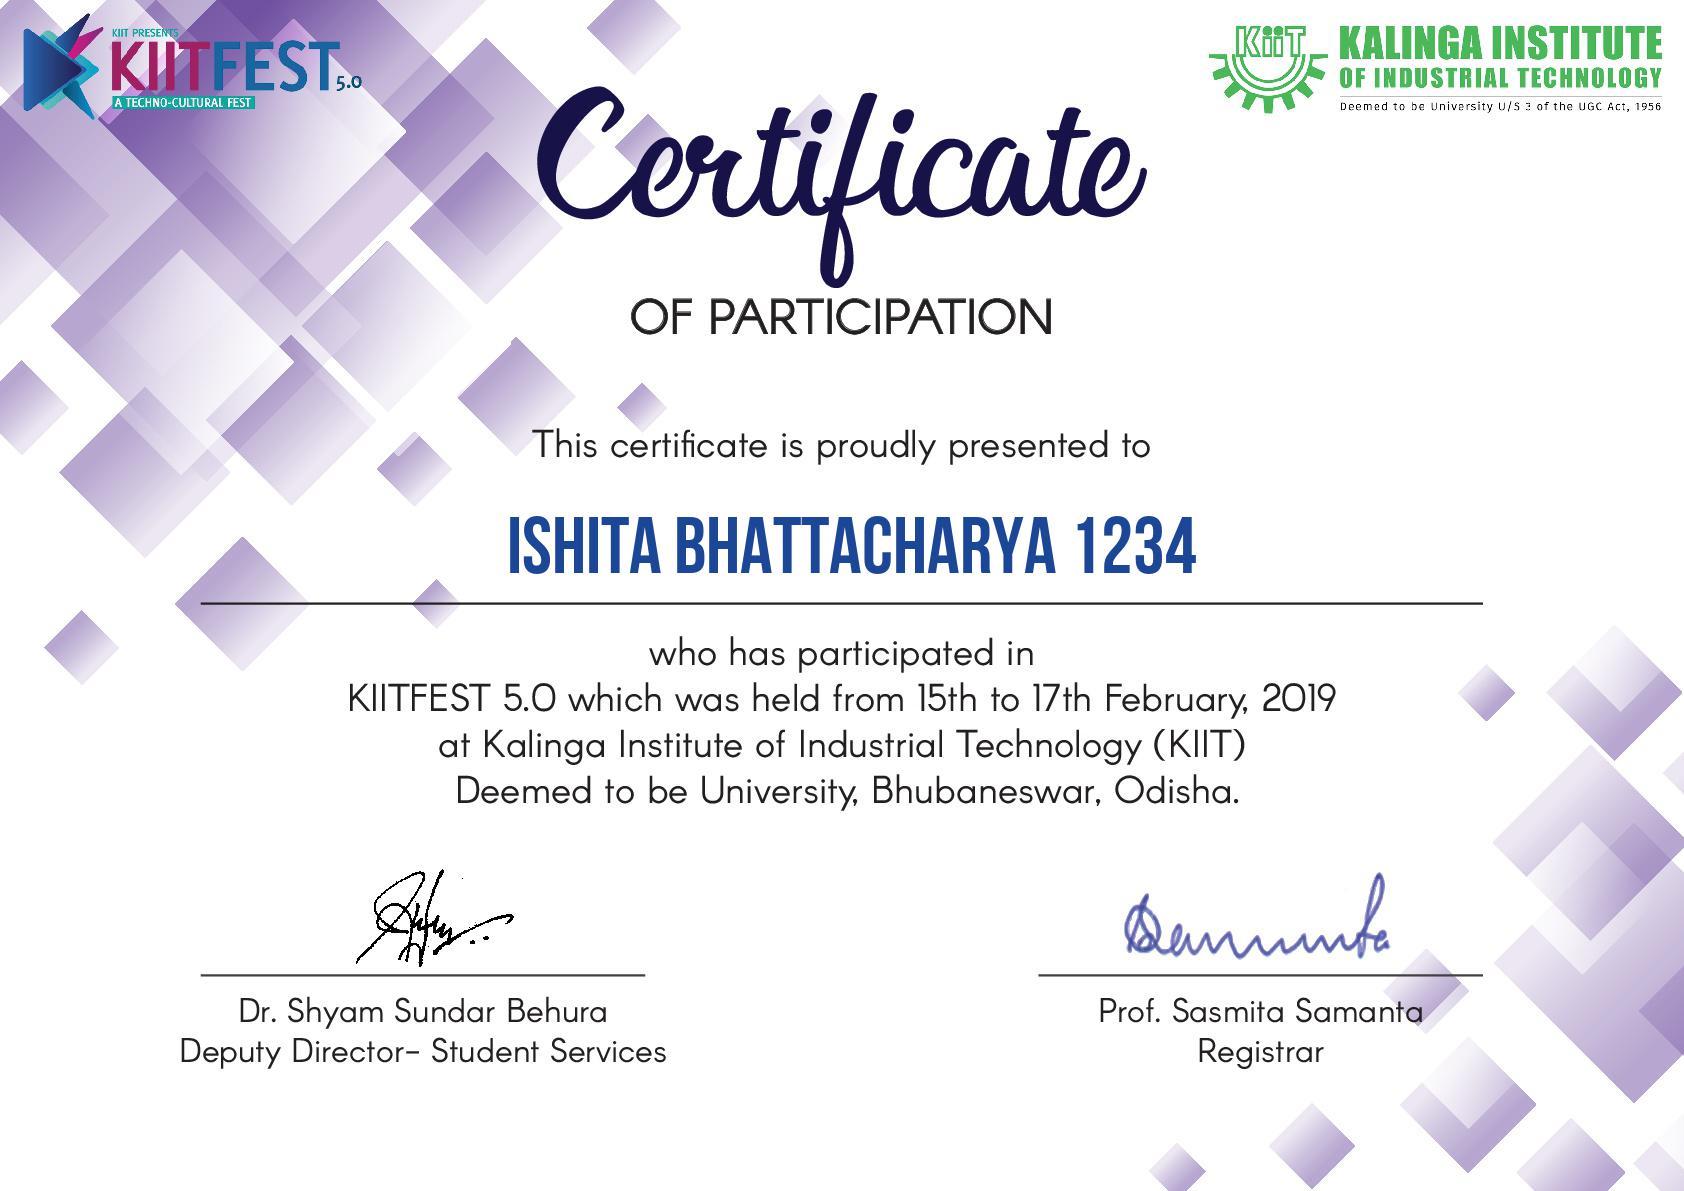 KIIT PRESENTS
KIITFEST 5.0
A TECHNO-CULTURAL FEST
KiiT
KALINGA INSTITUTE
OF INDUSTRIAL TECHNOLOGY
Deemed to be University U/S 3 of the UGC Act, 1956
Certificate
OF PARTICIPATION
This certificate is proudly presented to
ISHITA BHATTACHARYA 1234
who has participated in
KIITFEST 5.0 which was held from 15th to 17th February, 2019
at Kalinga Institute of Industrial Technology (KIIT)
Deemed to be University, Bhubaneswar, Odisha.
Dr. Shyam Sundar Behura
Deputy Director- Student Services
Prof. Sasmita Samanta
Registrar